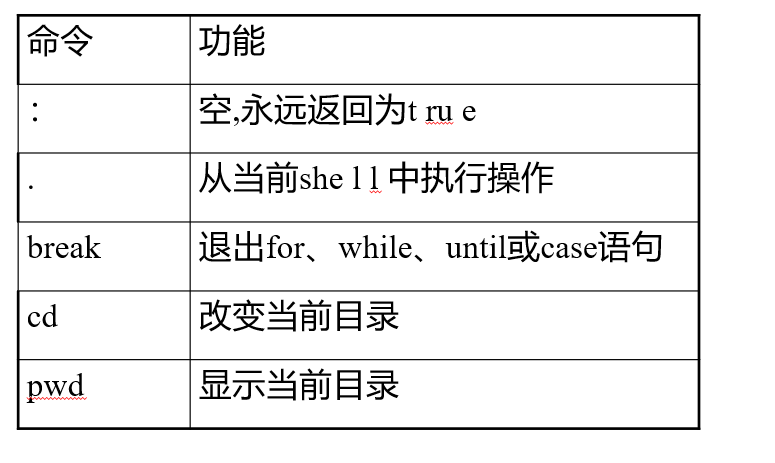 命令 功能
： 空,永远返回为t ru e
. 从当前she l l 中执行操作
break 退出for、while、until或case语句
cd 改变当前目录
pwd 显示当前目录